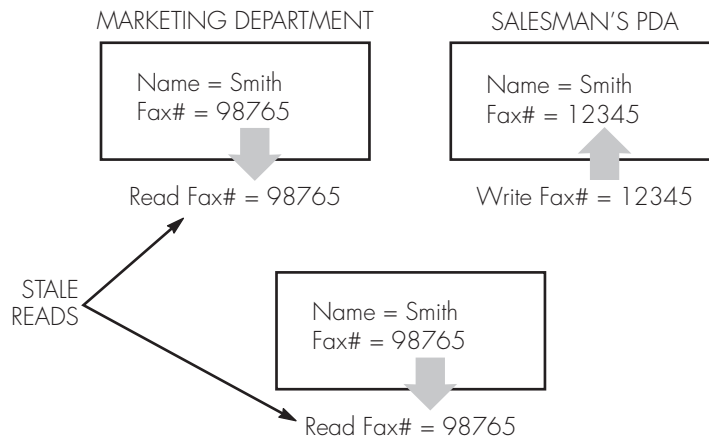 MARKETING DEPARTMENT
Name = Smith
Fax# = 98765
Read Fax# = 98765
SALESMAN'S PDA
Name = Smith
Fax# = 12345
Write Fax# = 12345
STALE
READS
Name = Smith
Fax# = 98765
Read Fax# = 98765